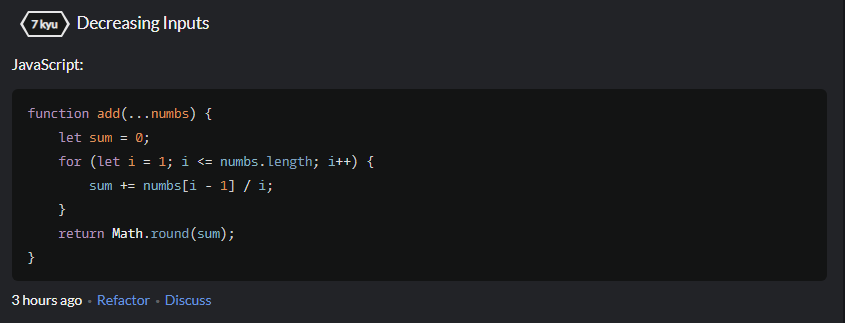 7 kyu Decreasing Inputs
JavaScript:
function add(...numbs) {
    let sum = 0;
    for (let i = 1; i <= numbs.length; i++) {
        sum += numbs[i - 1] / i;
    }
    return Math.round(sum);
}
3 hours ago • Refactor • Discuss